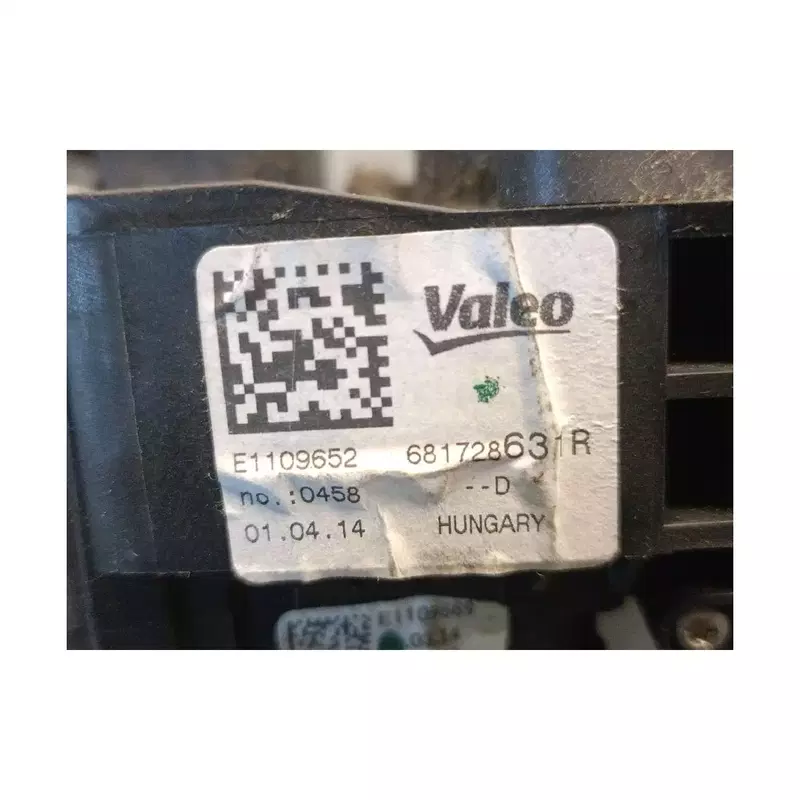 Valeo
E1109652 681728631R
no.:0458 --D
01.04.14 HUNGARY